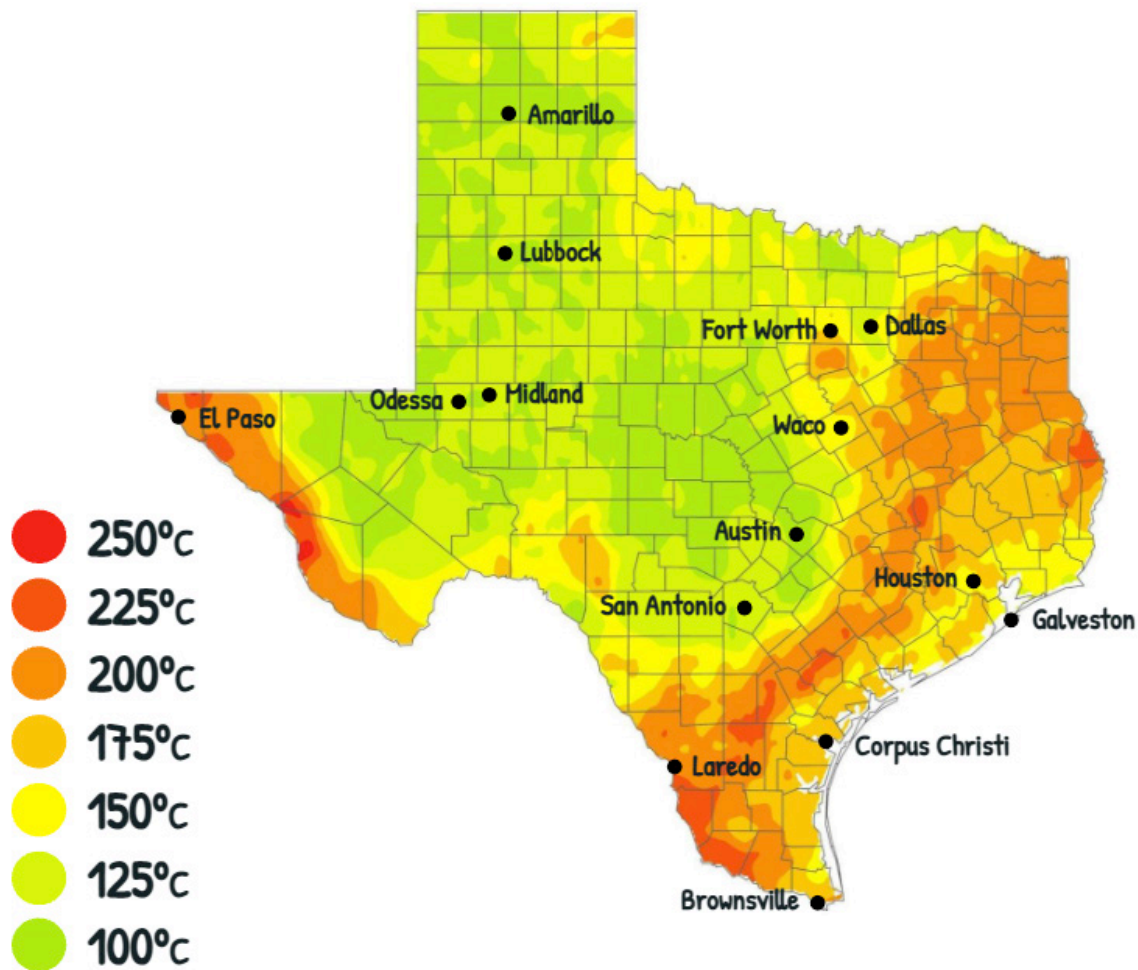 Amarillo
Lubbock
Fort Worth
Dallas
Odessa
Midland
El Paso
Waco
Austin
Houston
San Antonio
Galveston
Corpus Christi
Laredo
Brownsville
250°C
225°C
200°C
175°C
150°C
125°C
100°C